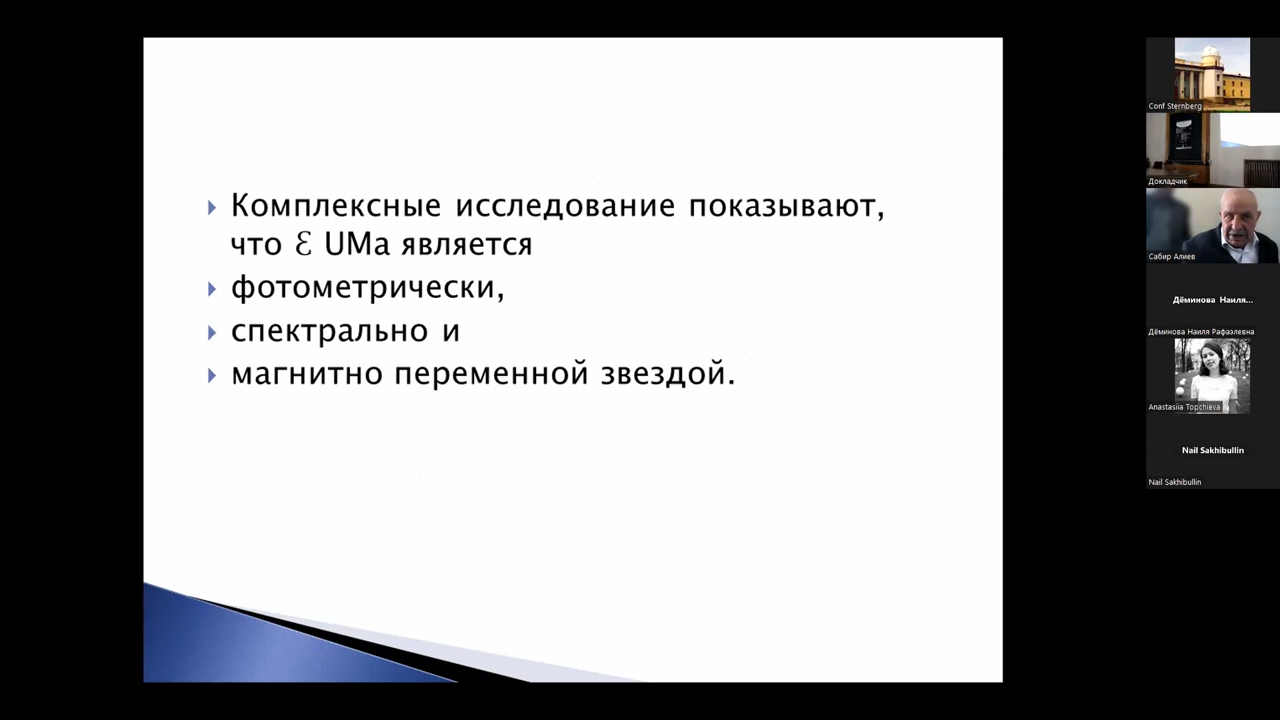 Комплексные исследование показывают,
что Ɛ UMa является
фотометрически,
спектрально и
магнитно переменной звездой.
Conf Sternberg
Докладчик
Сабир Алиев
Дёминова Наиля...
Дёминова Наиля Рафаэлевна
Anastasiia Topchieva
Nail Sakhibullin
Nail Sakhibullin